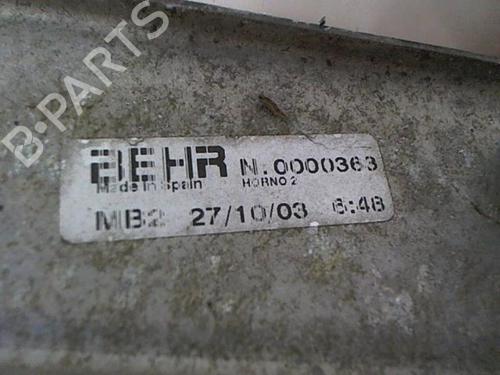 B-PARTS
BEHR N.0000363
Made in Spain HORNO 2
MB2 27/10/03 6:48